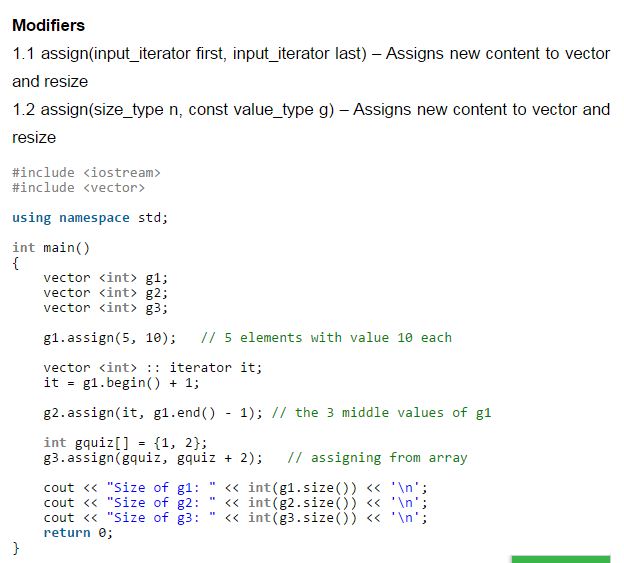 Modifiers
1.1 assign(input_iterator first, input_iterator last) – Assigns new content to vector
and resize
1.2 assign(size_type n, const value_type g) – Assigns new content to vector and
resize
#include <iostream>
#include <vector>
using namespace std;
int main()
{
    vector <int> g1;
    vector <int> g2;
    vector <int> g3;
    g1.assign(5, 10);   // 5 elements with value 10 each
    vector <int> :: iterator it;
    it = g1.begin() + 1;
    g2.assign(it, g1.end() - 1); // the 3 middle values of g1
    int gquiz[] = {1, 2};
    g3.assign(gquiz, gquiz + 2);   // assigning from array
    cout << "Size of g1: " << int(g1.size()) << '\n';
    cout << "Size of g2: " << int(g2.size()) << '\n';
    cout << "Size of g3: " << int(g3.size()) << '\n';
    return 0;
}